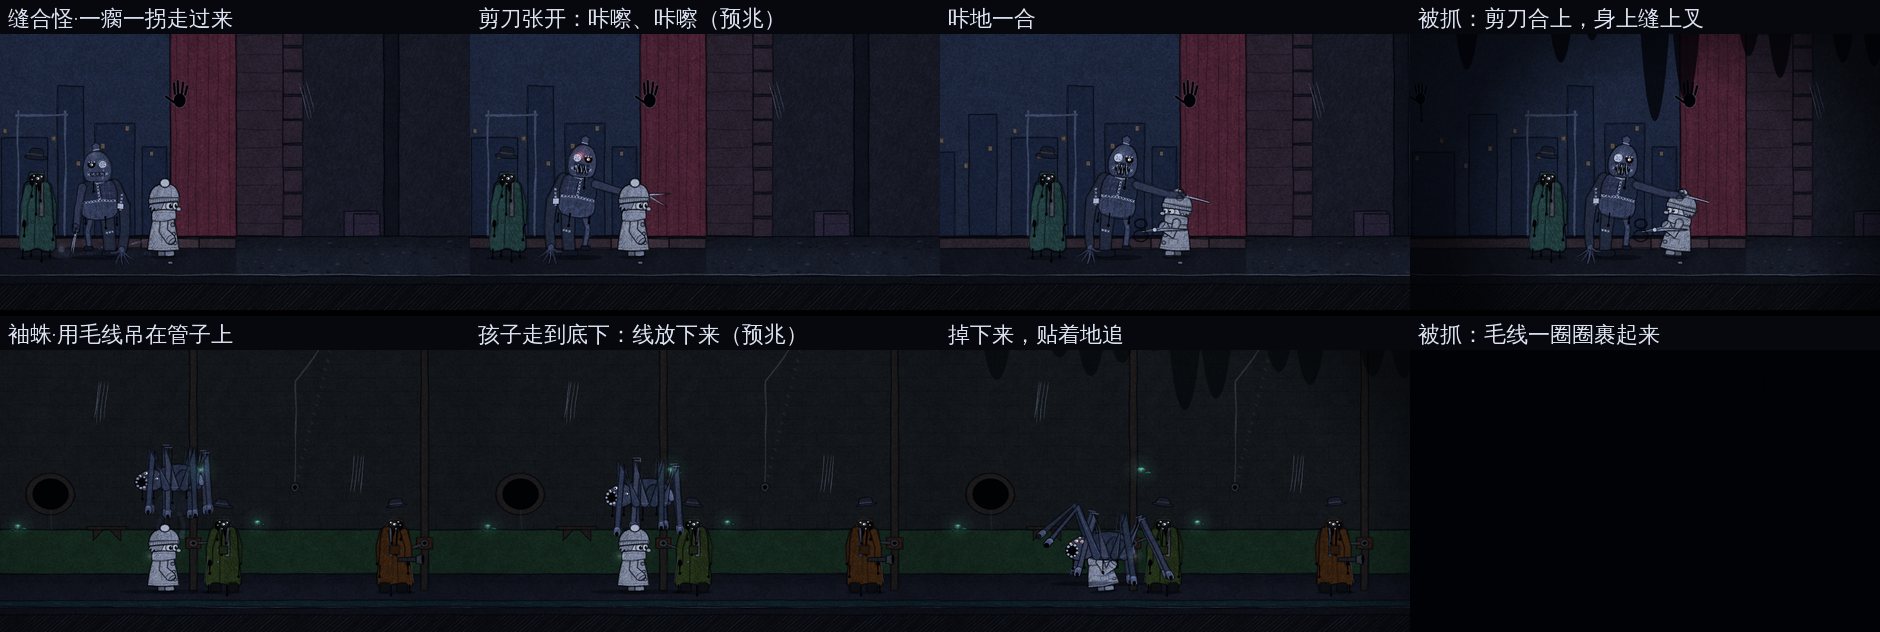 缝合怪·一瘸一拐走过来
剪刀张开：咔嚓、咔嚓（预兆）
咔地一合
被抓：剪刀合上，身上缝上叉
袖蛛·用毛线吊在管子上
孩子走到底下：线放下来（预兆）
掉下来，贴着地追
被抓：毛线一圈圈裹起来